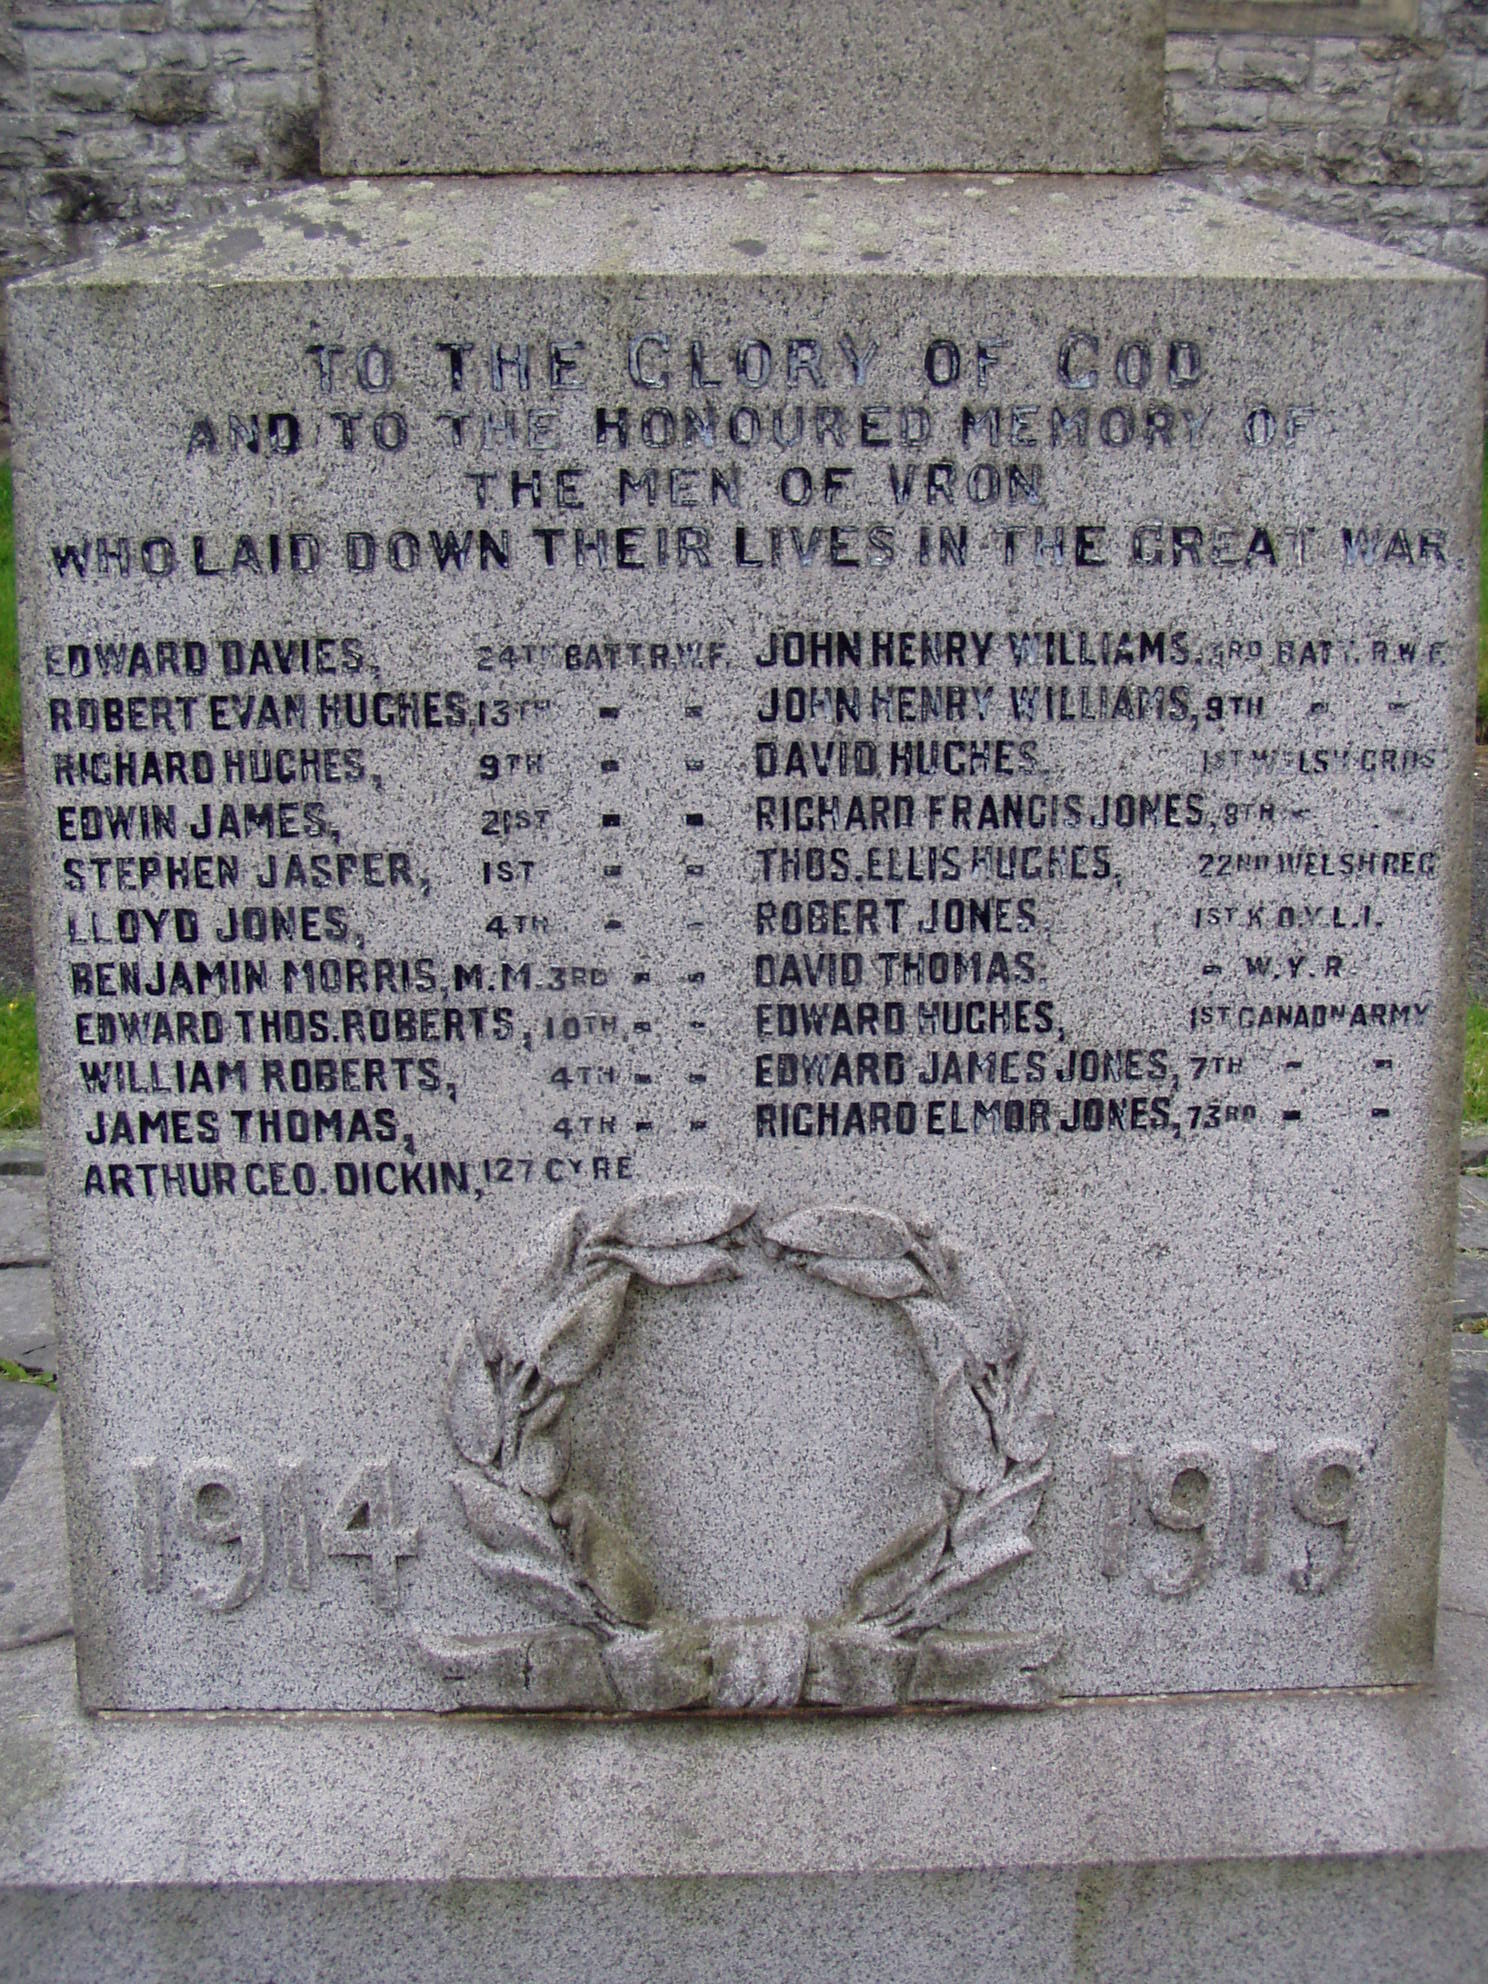 TO THE GLORY OF GOD
AND TO THE HONOURED MEMORY OF
THE MEN OF VRON
WHO LAID DOWN THEIR LIVES IN THE GREAT WAR.
EDWARD DAVIES, 24TH BATT. R.W.F.
ROBERT EVAN HUGHES, 13TH - -
RICHARD HUGHES, 9TH - -
EDWIN JAMES, 21ST - -
STEPHEN JASPER, 1ST - -
LLOYD JONES, 4TH - -
BENJAMIN MORRIS, M.M. 3RD - -
EDWARD THOS. ROBERTS, 10TH - -
WILLIAM ROBERTS, 4TH - -
JAMES THOMAS, 4TH - -
ARTHUR GEO. DICKIN, 127 CY R E
JOHN HENRY WILLIAMS, 3RD BATT. R.W.F.
JOHN HENRY WILLIAMS, 9TH - -
DAVID HUGHES, 1ST WELSH GRDS
RICHARD FRANCIS JONES, 9TH - -
THOS. ELLIS HUGHES, 22ND WELSH REG
ROBERT JONES, 1ST K.O.Y.L.I.
DAVID THOMAS, - W.Y.R.
EDWARD HUGHES, 1ST CANADN ARMY
EDWARD JAMES JONES, 7TH - -
RICHARD ELMOR JONES, 73RD - -
1914 1919